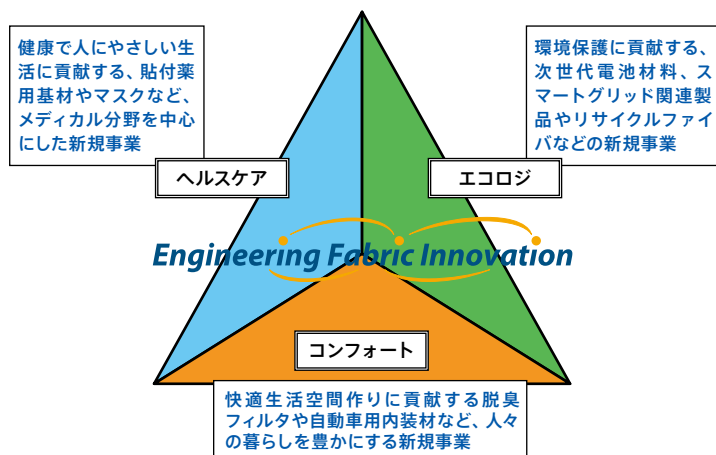 健康で人にやさしい生
活に貢献する、貼付薬
用基材やマスクなど、
メディカル分野を中心
にした新規事業
環境保護に貢献する、
次世代電池材料、ス
マートグリッド関連製
品やリサイクルファイ
バなどの新規事業
ヘルスケア
エコロジ
Engineering Fabric Innovation
コンフォート
快適生活空間作りに貢献する脱臭
フィルタや自動車用内装材など、人々
の暮らしを豊かにする新規事業